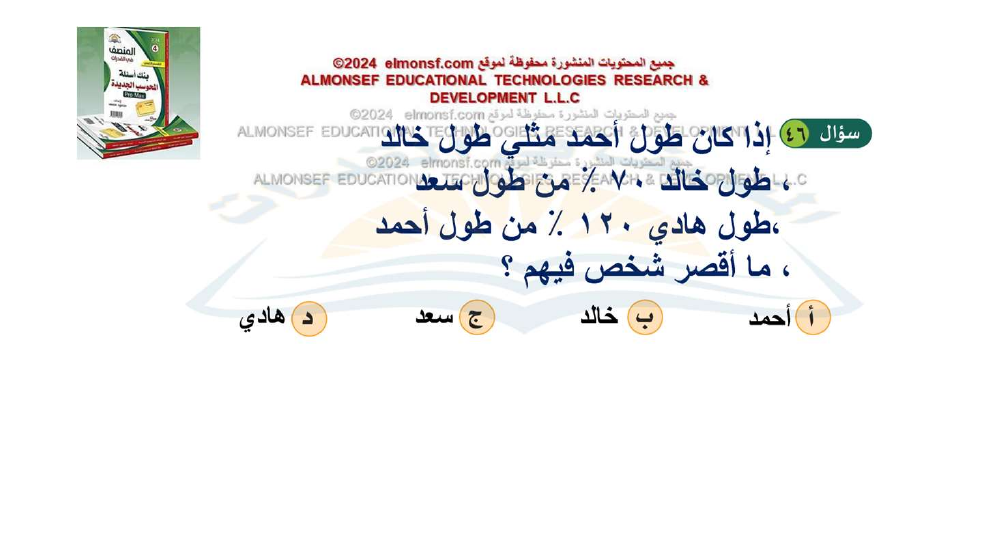 المنصف
في القدرات
4
بنك أسئلة
المحوسب الجديدة
جميع المحتويات المنشورة محفوظة لموقع elmonsf.com ©2024
ALMONSEF EDUCATIONAL TECHNOLOGIES RESEARCH &
DEVELOPMENT L.L.C
جميع المحتويات المنشورة محفوظة لموقع elmonsf.com ©2024
ALMONSEF EDUCATIONAL TECHNOLOGIES RESEARCH & DEVELOPMENT L.L.C
سؤال ٤٦ إذا كان طول أحمد مثلي طول خالد
جميع المحتويات المنشورة محفوظة لموقع elmonsf.com ©2024
ALMONSEF EDUCATIONAL TECHNOLOGIES RESEARCH & DEVELOPMENT L.L.C
، طول خالد ٧٠ ٪ من طول سعد
،طول هادي ١٢٠ ٪ من طول أحمد
، ما أقصر شخص فيهم ؟
أ أحمد ب خالد ج سعد د هادي